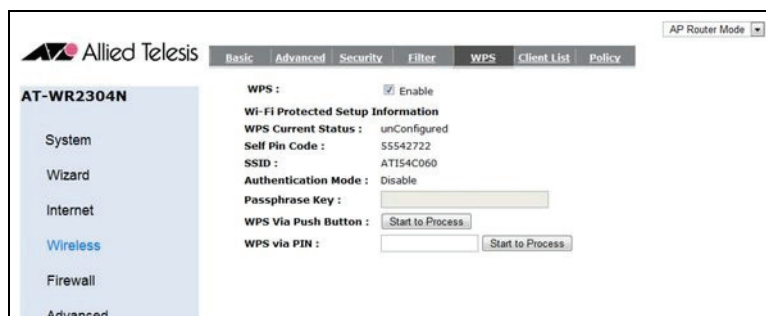 AP Router Mode
Allied Telesis
Basic Advanced Security Filter WPS Client List Policy
AT-WR2304N
System
Wizard
Internet
Wireless
Firewall
Advanced
WPS : Enable
Wi-Fi Protected Setup Information
WPS Current Status : unConfigured
Self Pin Code : 55542722
SSID : ATI54C060
Authentication Mode : Disable
Passphrase Key :
WPS Via Push Button : Start to Process
WPS via PIN : Start to Process